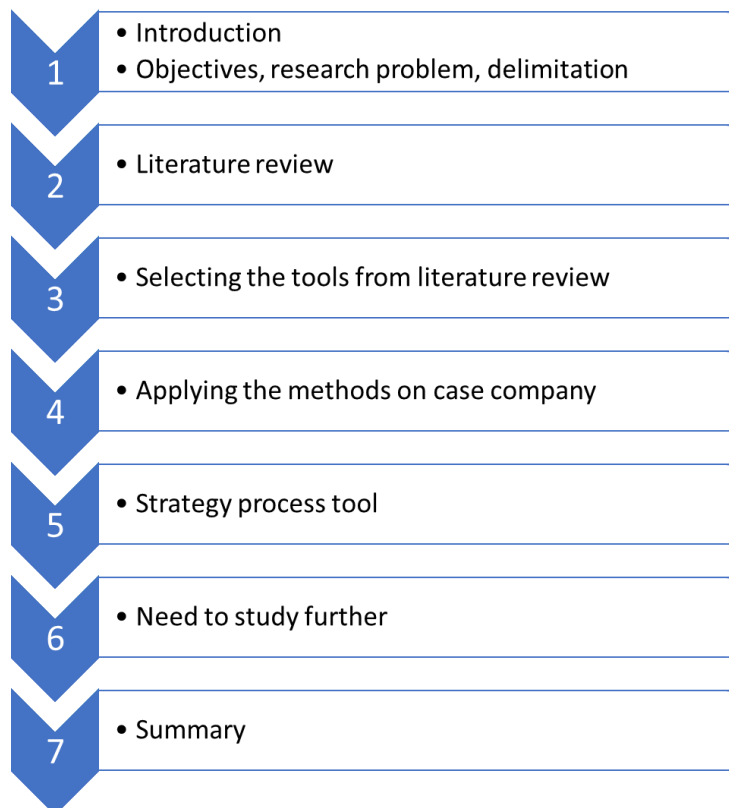 1
• Introduction
• Objectives, research problem, delimitation
2
• Literature review
3
• Selecting the tools from literature review
4
• Applying the methods on case company
5
• Strategy process tool
6
• Need to study further
7
• Summary